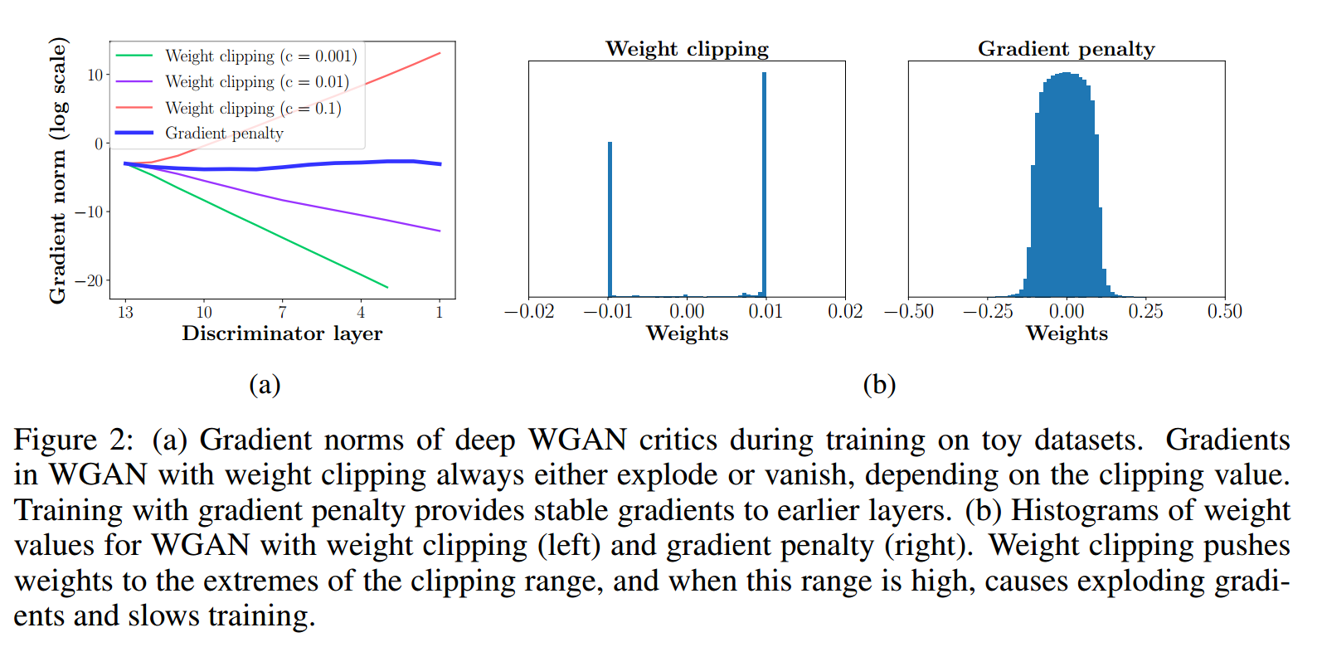 Gradient norm (log scale)
10
0
−10
−20
Weight clipping (c = 0.001)
Weight clipping (c = 0.01)
Weight clipping (c = 0.1)
Gradient penalty
13 10 7 4 1
Discriminator layer
(a)
Weight clipping
−0.02 −0.01 0.00 0.01 0.02
Weights
Gradient penalty
−0.50 −0.25 0.00 0.25 0.50
Weights
(b)
Figure 2: (a) Gradient norms of deep WGAN critics during training on toy datasets. Gradients
in WGAN with weight clipping always either explode or vanish, depending on the clipping value.
Training with gradient penalty provides stable gradients to earlier layers. (b) Histograms of weight
values for WGAN with weight clipping (left) and gradient penalty (right). Weight clipping pushes
weights to the extremes of the clipping range, and when this range is high, causes exploding gradi-
ents and slows training.